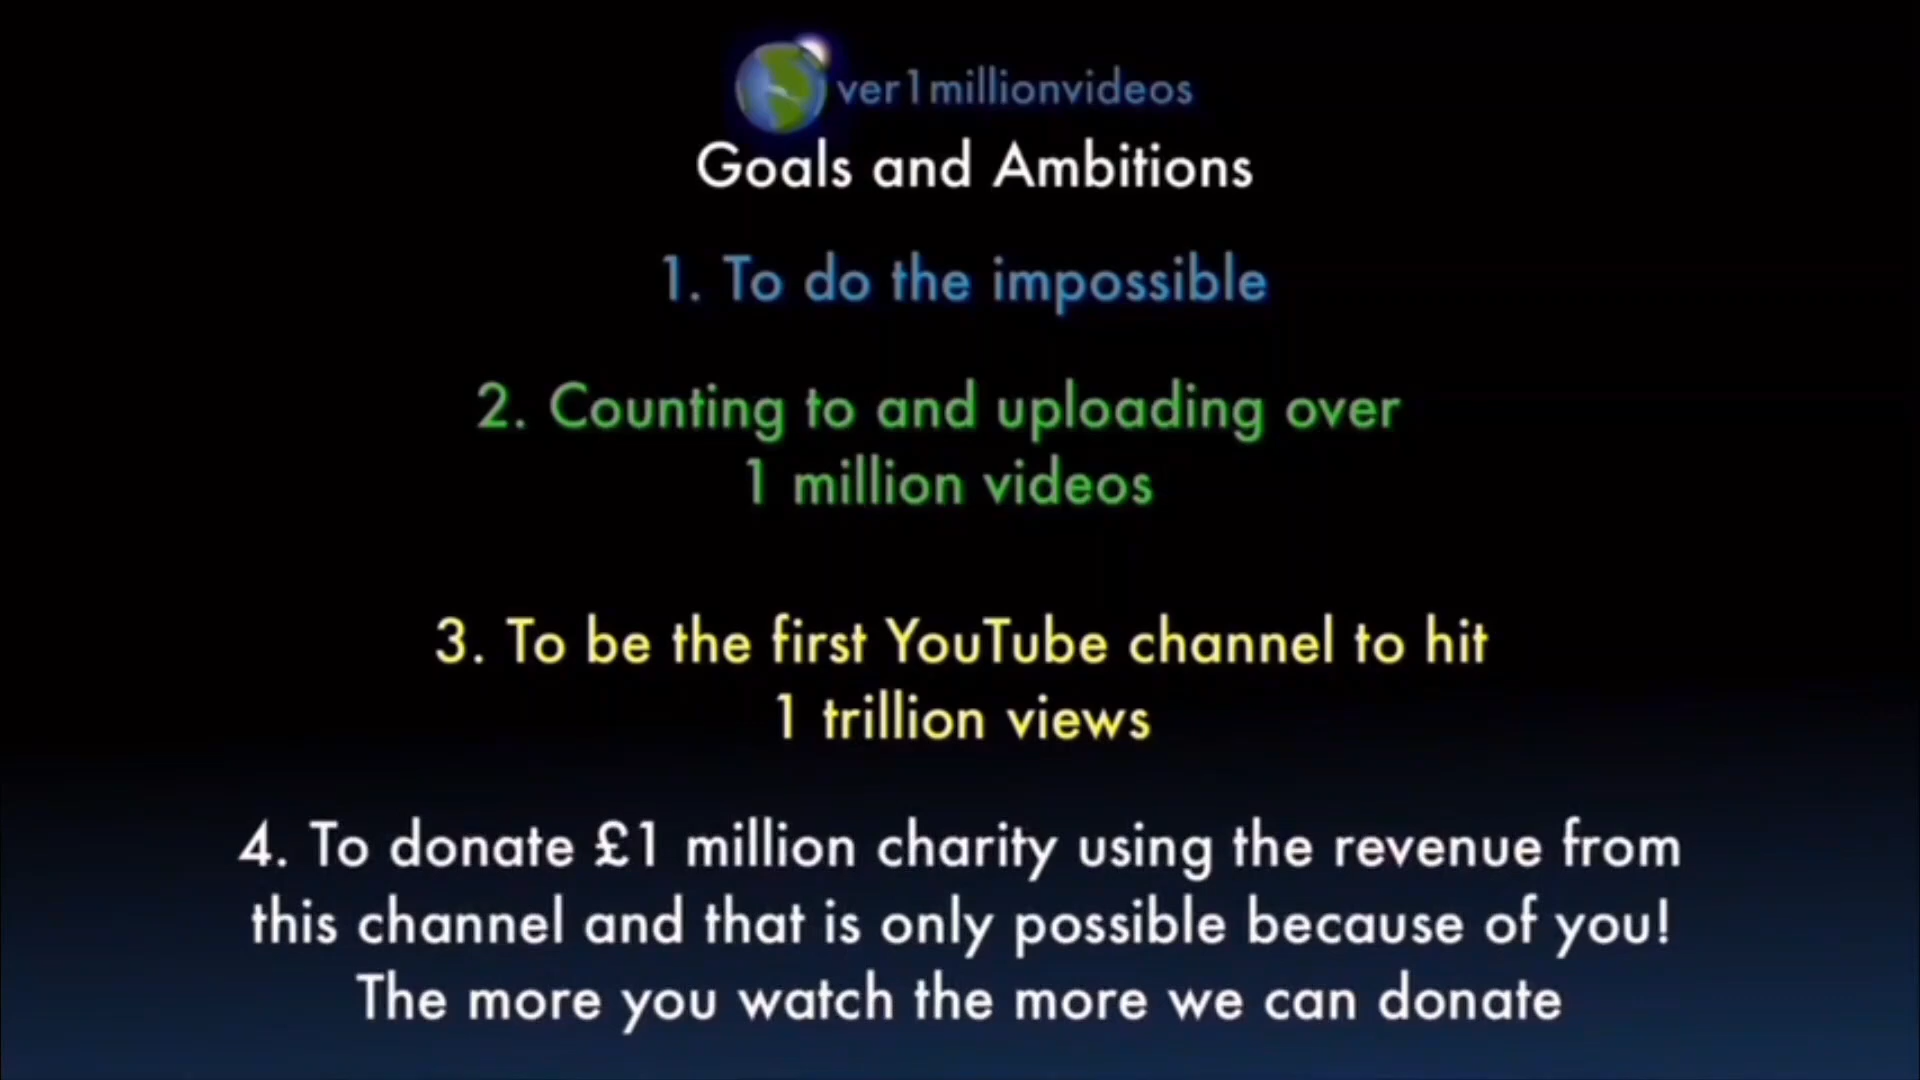 ver1millionvideos
Goals and Ambitions
1. To do the impossible
2. Counting to and uploading over
1 million videos
3. To be the first YouTube channel to hit
1 trillion views
4. To donate £1 million charity using the revenue from
this channel and that is only possible because of you!
The more you watch the more we can donate